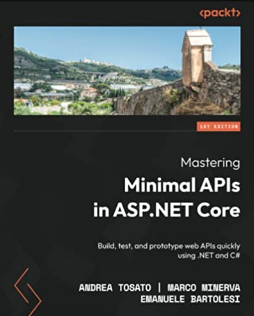 <packt>
1ST EDITION
Mastering
Minimal APIs
in ASP.NET Core
Build, test, and prototype web APIs quickly
using .NET and C#
ANDREA TOSATO | MARCO MINERVA
EMANUELE BARTOLESI